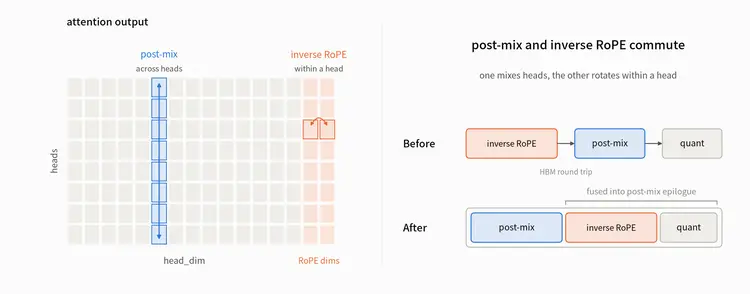 attention output
post-mix
across heads
inverse RoPE
within a head
heads
head_dim
RoPE dims
post-mix and inverse RoPE commute
one mixes heads, the other rotates within a head
Before
inverse RoPE
post-mix
quant
HBM round trip
fused into post-mix epilogue
After
post-mix
inverse RoPE
quant